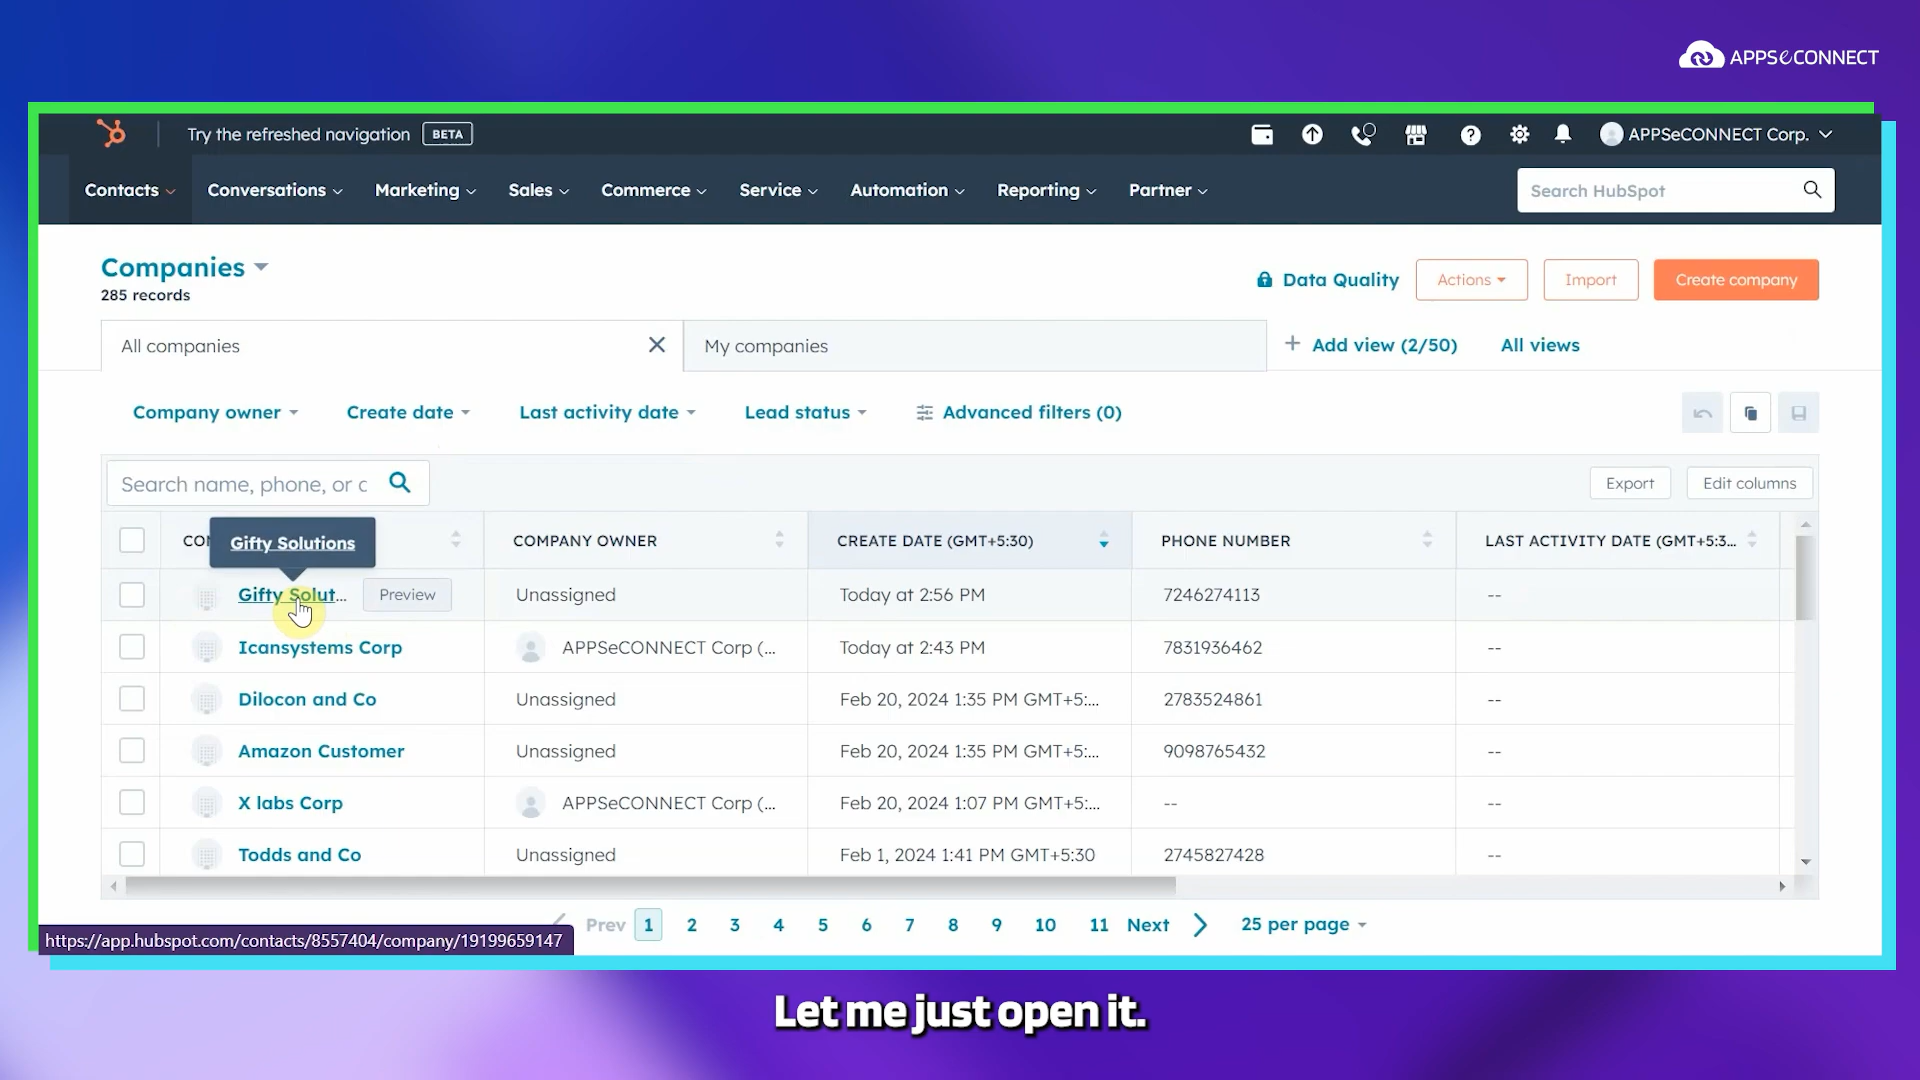 APPSeCONNECT
Try the refreshed navigation BETA
APPSeCONNECT Corp.
Contacts Conversations Marketing Sales Commerce Service Automation Reporting Partner
Search HubSpot
Companies
285 records
Data Quality Actions Import Create company
All companies My companies + Add view (2/50) All views
Company owner Create date Last activity date Lead status Advanced filters (0)
Search name, phone, or c Export Edit columns
Gifty Solutions
COM COMPANY OWNER CREATE DATE (GMT+5:30) PHONE NUMBER LAST ACTIVITY DATE (GMT+5:3...
Gifty Solut... Preview Unassigned Today at 2:56 PM 7246274113 --
Icansystems Corp APPSeCONNECT Corp (... Today at 2:43 PM 7831936462 --
Dilocon and Co Unassigned Feb 20, 2024 1:35 PM GMT+5:... 2783524861 --
Amazon Customer Unassigned Feb 20, 2024 1:35 PM GMT+5:... 9098765432 --
X labs Corp APPSeCONNECT Corp (... Feb 20, 2024 1:07 PM GMT+5:... -- --
Todds and Co Unassigned Feb 1, 2024 1:41 PM GMT+5:30 2745827428 --
Prev 1 2 3 4 5 6 7 8 9 10 11 Next 25 per page
https://app.hubspot.com/contacts/8557404/company/19199659147
Let me just open it.